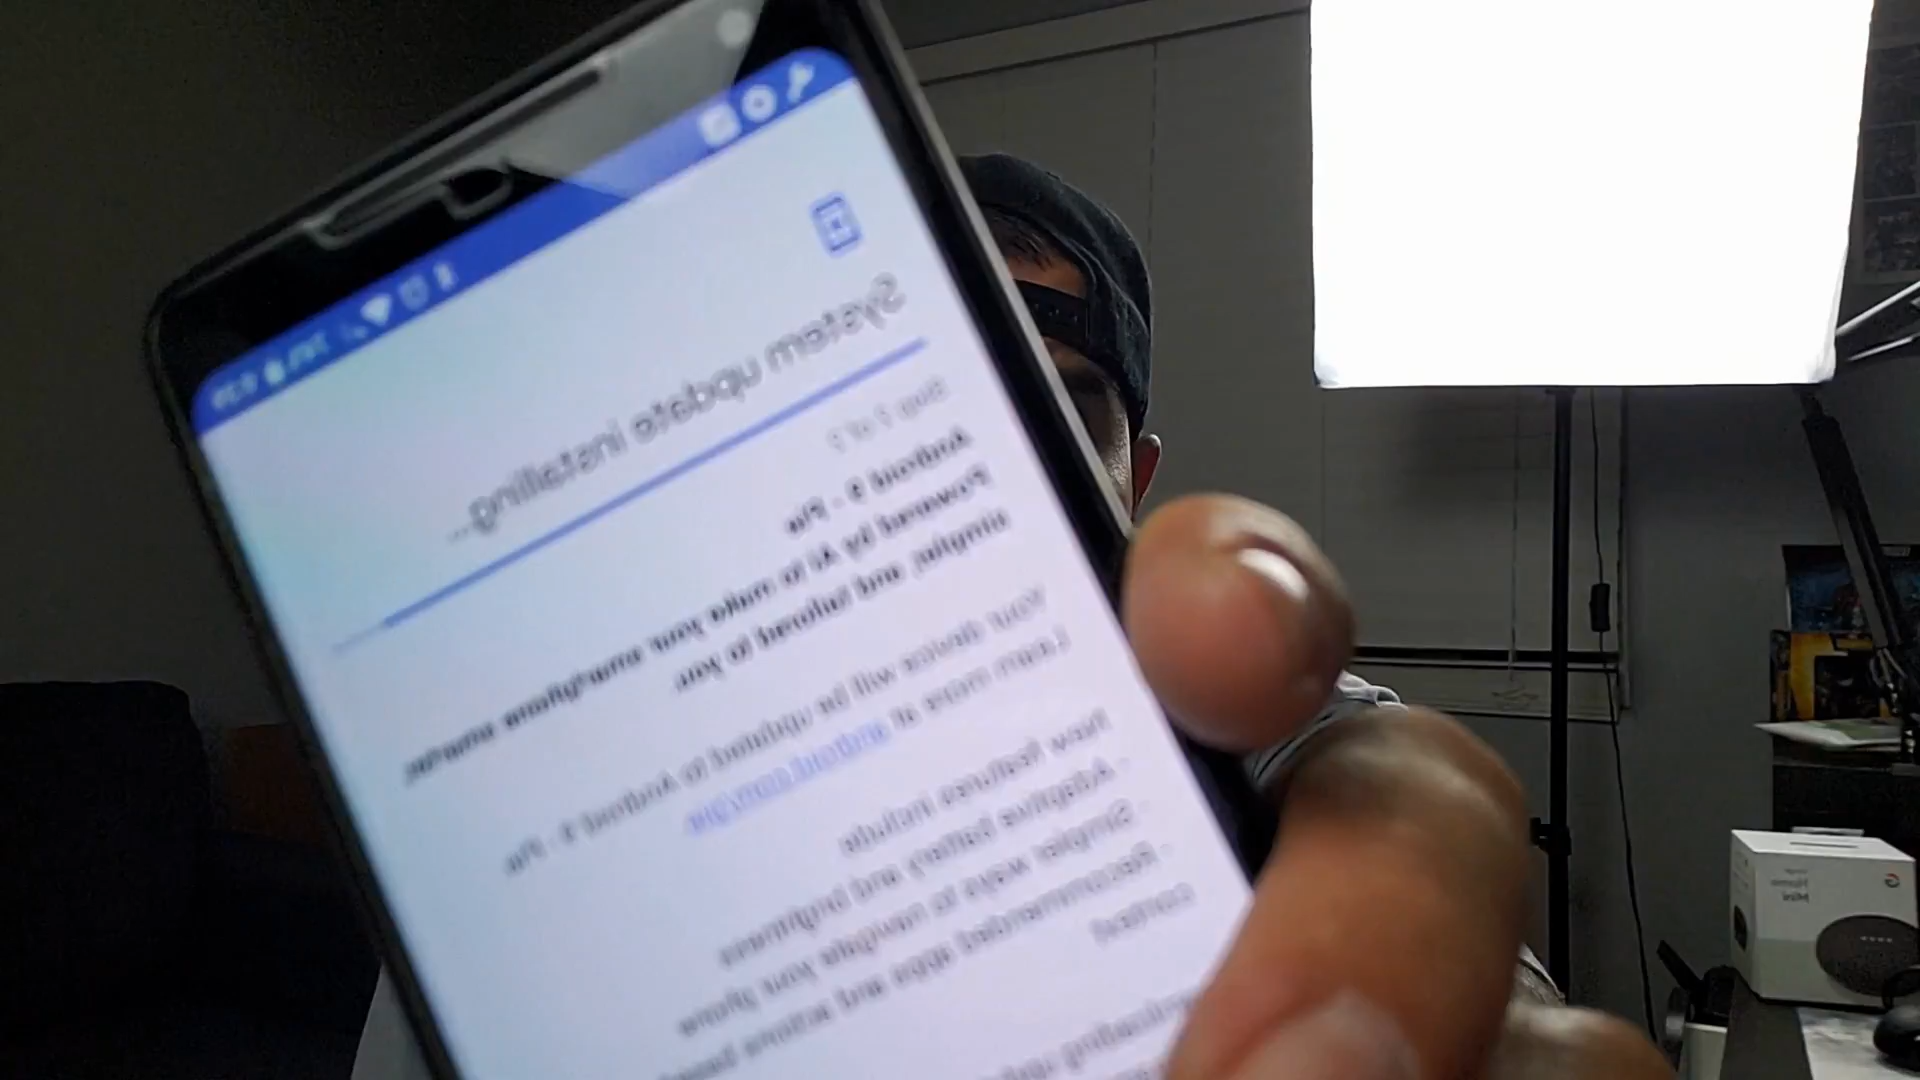 System update installing...
Android 9 - Pie
Powered by AI to make your smartphone smarter,
simpler, and tailored to you.
Your device will be updated to Android 9 - Pie
Learn more at android.com/pie
New features include
- Adaptive battery and brightness
- Simpler ways to navigate your phone
- Recommended apps and actions based
context
Home
Mini